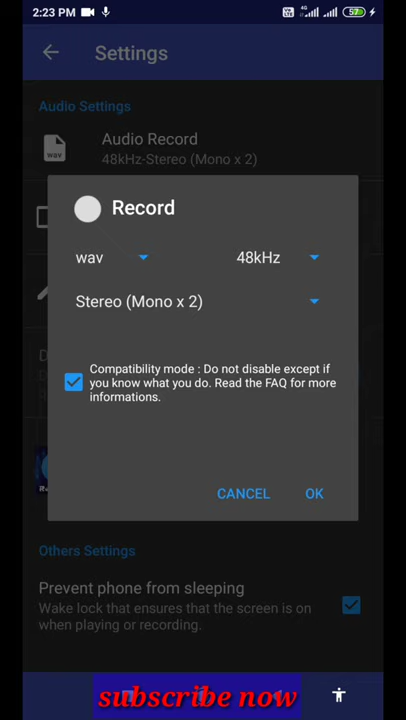 2:23 PM
4G
57
Settings
Audio Settings
wav
Audio Record
48kHz-Stereo (Mono x 2)
Record
wav
48kHz
Stereo (Mono x 2)
Compatibility mode : Do not disable except if
you know what you do. Read the FAQ for more
informations.
CANCEL
OK
Others Settings
Prevent phone from sleeping
Wake lock that ensures that the screen is on
when playing or recording.
subscribe now